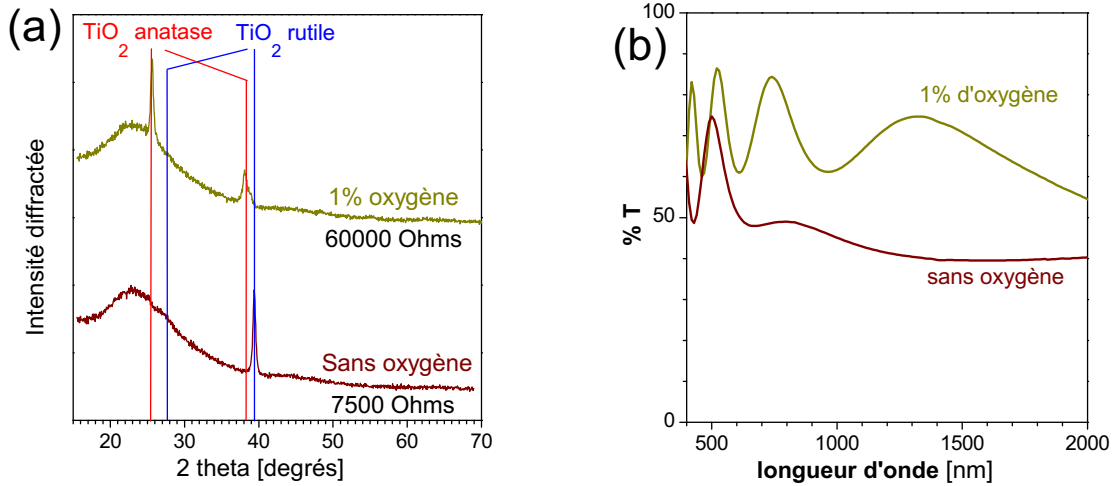 (a)
TiO2 anatase TiO2 rutile
Intensité diffractée
1% oxygène
60000 Ohms
Sans oxygène
7500 Ohms
20 30 40 50 60 70
2 theta [degrés]
(b)
100
50
0
% T
1% d'oxygène
sans oxygène
500 1000 1500 2000
longueur d'onde [nm]